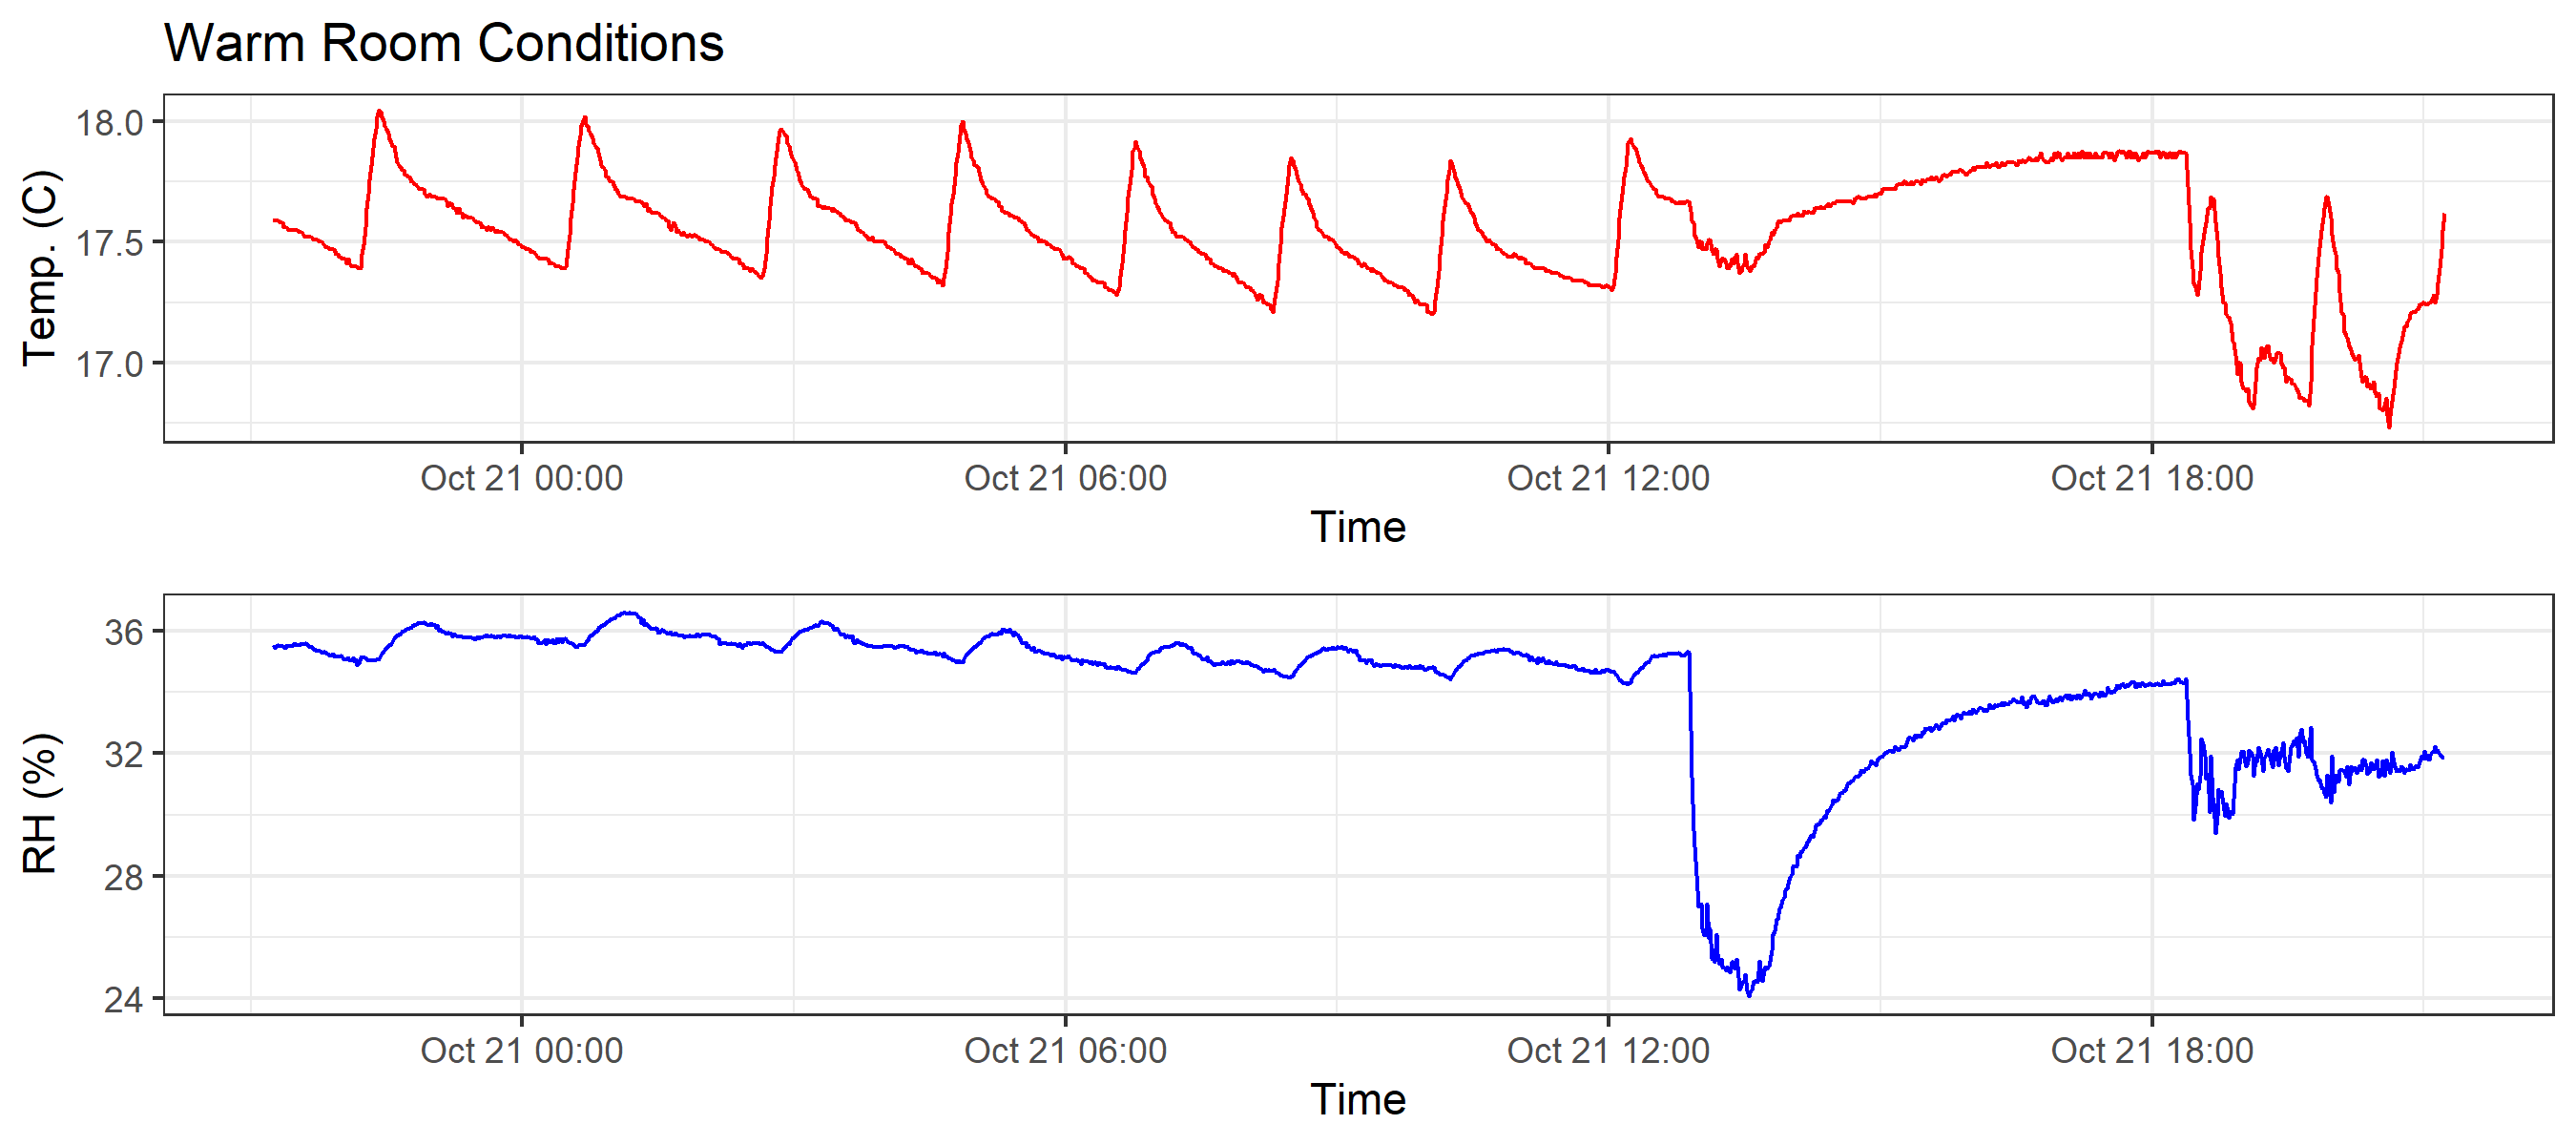 Warm Room Conditions
Temp. (C)
18.0
17.5
17.0
Oct 21 00:00 Oct 21 06:00 Oct 21 12:00 Oct 21 18:00
Time
RH (%)
36
32
28
24
Oct 21 00:00 Oct 21 06:00 Oct 21 12:00 Oct 21 18:00
Time